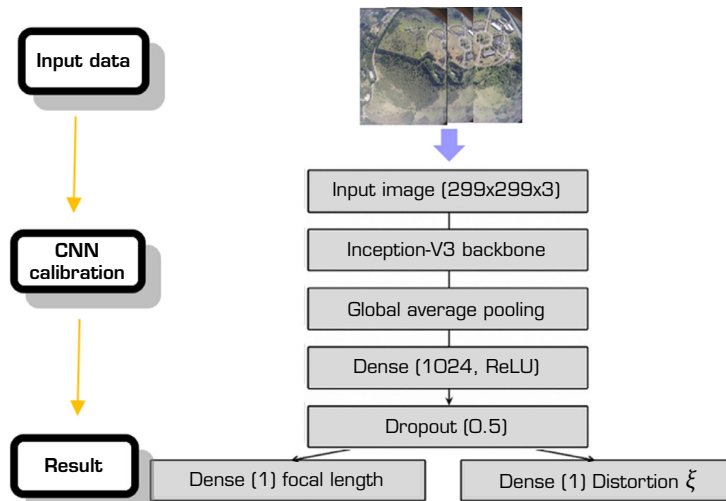 Input data
Input image (299x299x3)
Inception-V3 backbone
CNN
calibration
Global average pooling
Dense (1024, ReLU)
Dropout (0.5)
Result
Dense (1) focal length
Dense (1) Distortion ξ